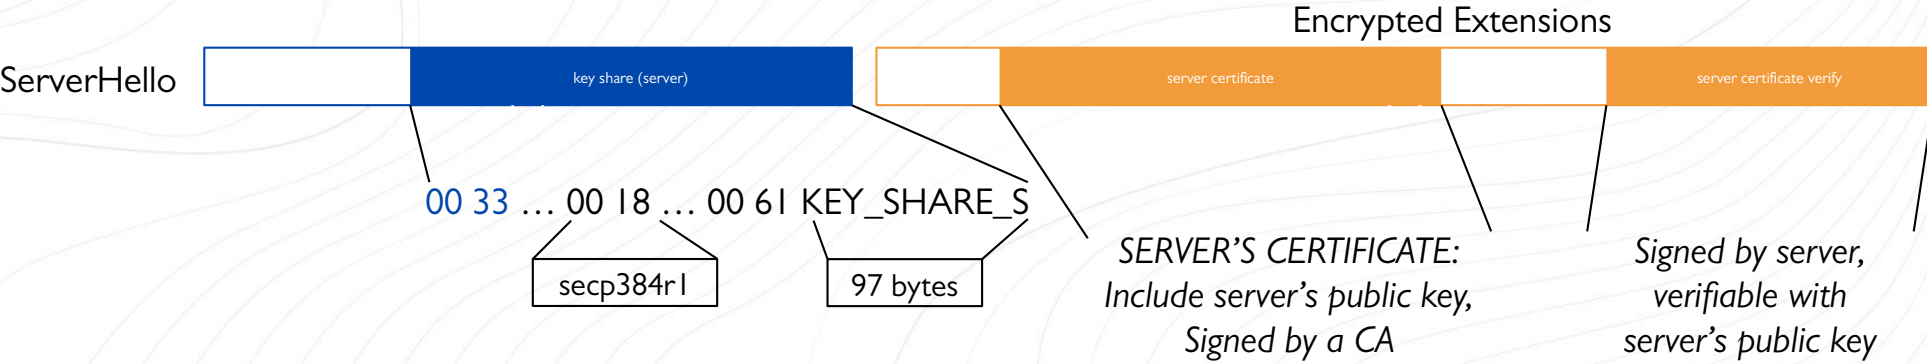 Encrypted Extensions
ServerHello
key share (server)
server certificate
server certificate verify
00 33 … 00 18 … 00 61 KEY_SHARE_S
secp384r1
97 bytes
SERVER’S CERTIFICATE:
Include server’s public key,
Signed by a CA
Signed by server,
verifiable with
server’s public key